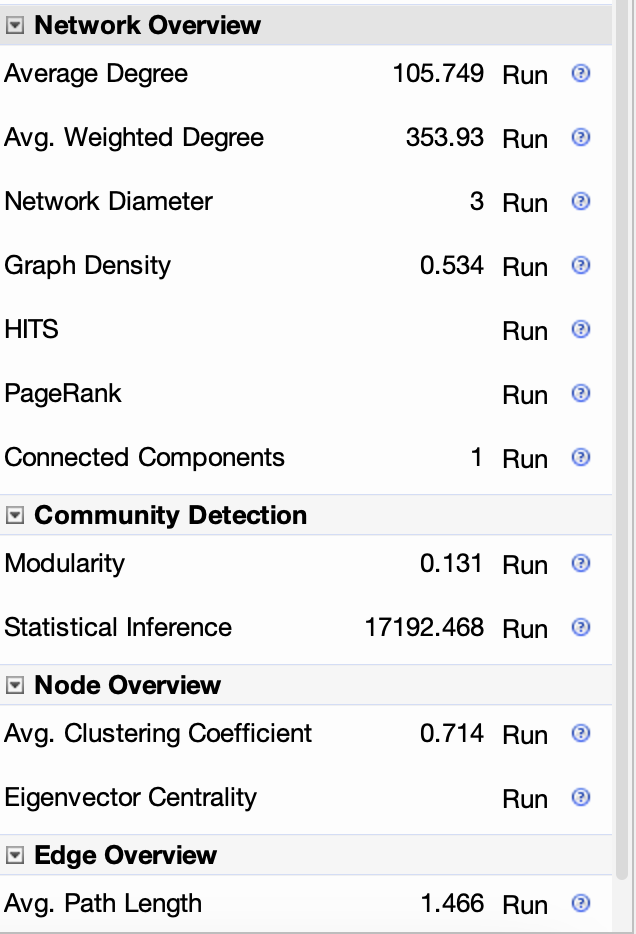 Network Overview
Average Degree 105.749 Run ?
Avg. Weighted Degree 353.93 Run ?
Network Diameter 3 Run ?
Graph Density 0.534 Run ?
HITS Run ?
PageRank Run ?
Connected Components 1 Run ?
Community Detection
Modularity 0.131 Run ?
Statistical Inference 17192.468 Run ?
Node Overview
Avg. Clustering Coefficient 0.714 Run ?
Eigenvector Centrality Run ?
Edge Overview
Avg. Path Length 1.466 Run ?